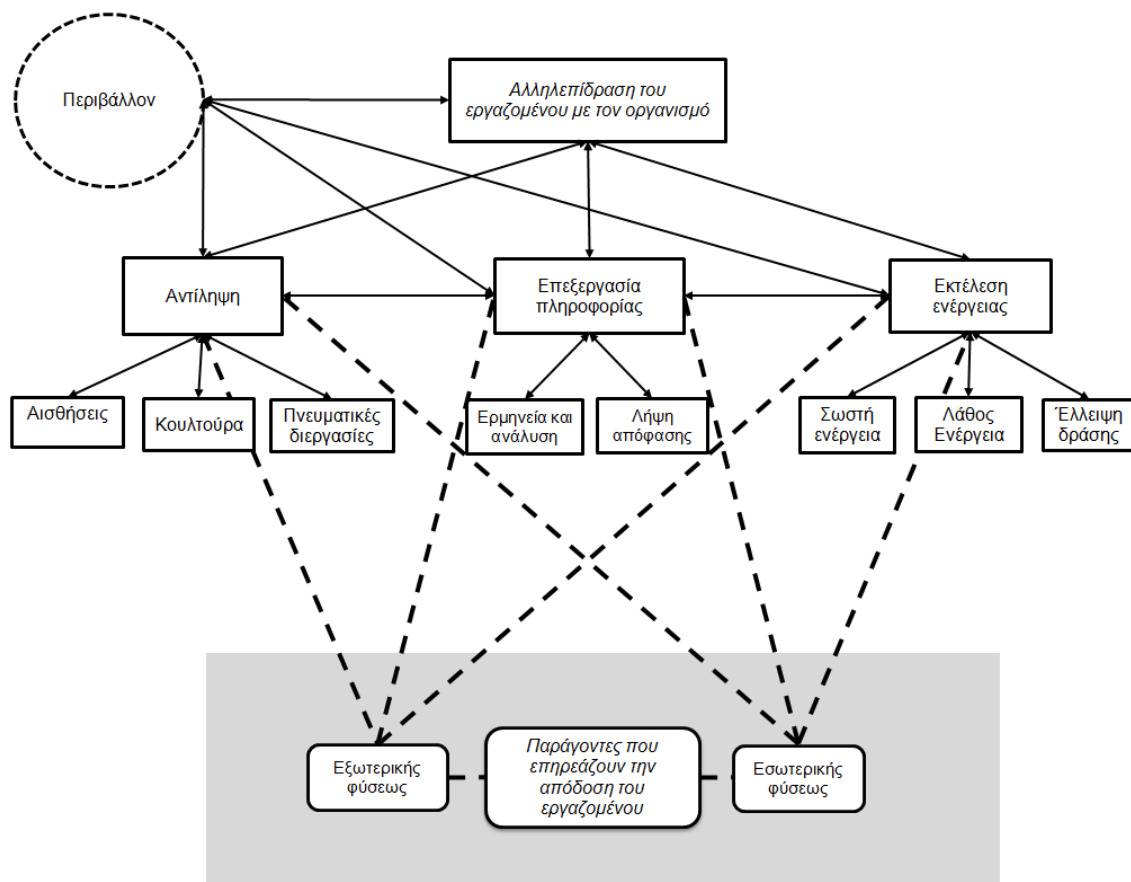 Περιβάλλον
Αλληλεπίδραση του
εργαζομένου με τον οργανισμό
Αντίληψη
Επεξεργασία
πληροφορίας
Εκτέλεση
ενέργειας
Αισθήσεις
Κουλτούρα
Πνευματικές
διεργασίες
Ερμηνεία και
ανάλυση
Λήψη
απόφασης
Σωστή
ενέργεια
Λάθος
Ενέργεια
Έλλειψη
δράσης
Εξωτερικής
φύσεως
Παράγοντες που
επηρεάζουν την
απόδοση του
εργαζομένου
Εσωτερικής
φύσεως